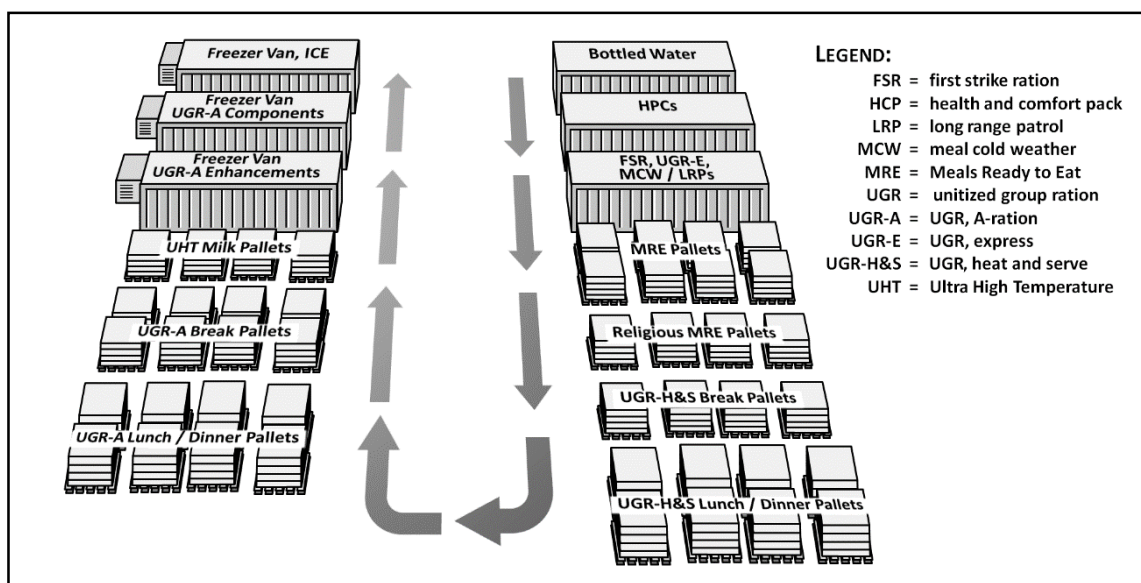 Freezer Van, ICE
Freezer Van
UGR-A Components
Freezer Van
UGR-A Enhancements
UHT Milk Pallets
UGR-A Break Pallets
UGR-A Lunch / Dinner Pallets
Bottled Water
HPCs
FSR, UGR-E,
MCW / LRPs
MRE Pallets
Religious MRE Pallets
UGR-H&S Break Pallets
UGR-H&S Lunch / Dinner Pallets
LEGEND:
FSR = first strike ration
HCP = health and comfort pack
LRP = long range patrol
MCW = meal cold weather
MRE = Meals Ready to Eat
UGR = unitized group ration
UGR-A = UGR, A-ration
UGR-E = UGR, express
UGR-H&S = UGR, heat and serve
UHT = Ultra High Temperature